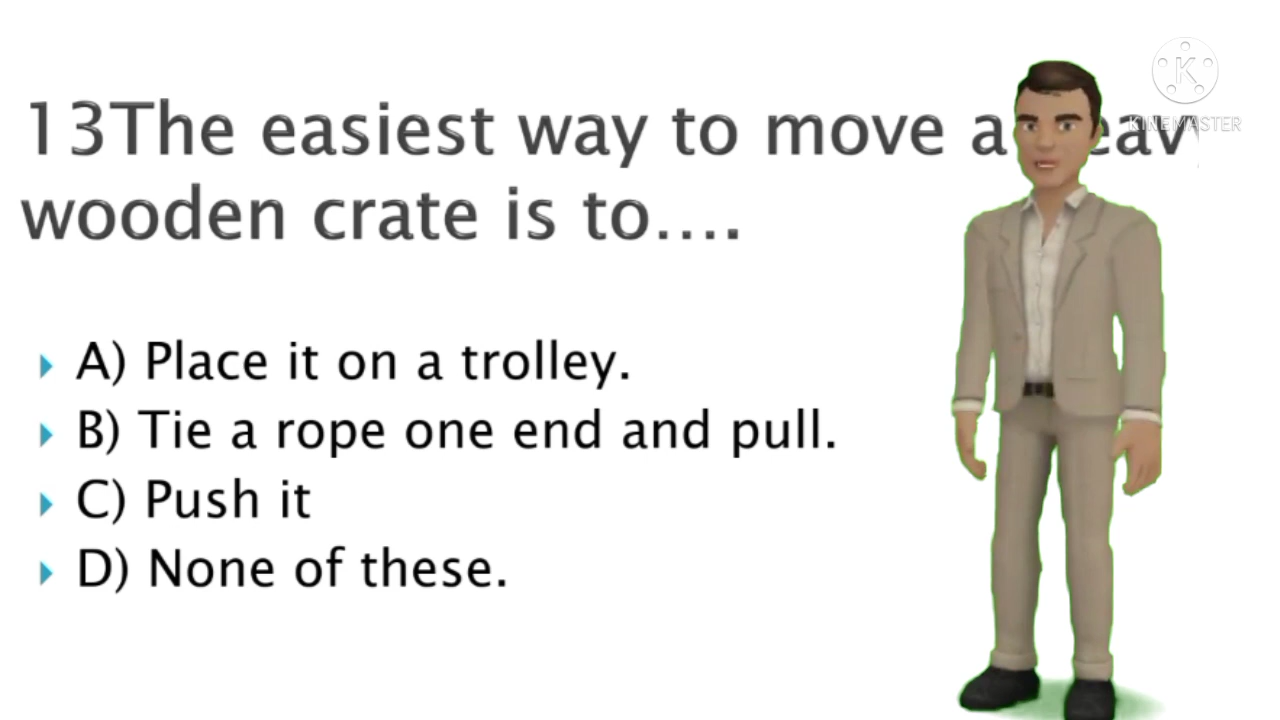 13The easiest way to move a
wooden crate is to....
A) Place it on a trolley.
B) Tie a rope one end and pull.
C) Push it
D) None of these.
K
KINEMASTER